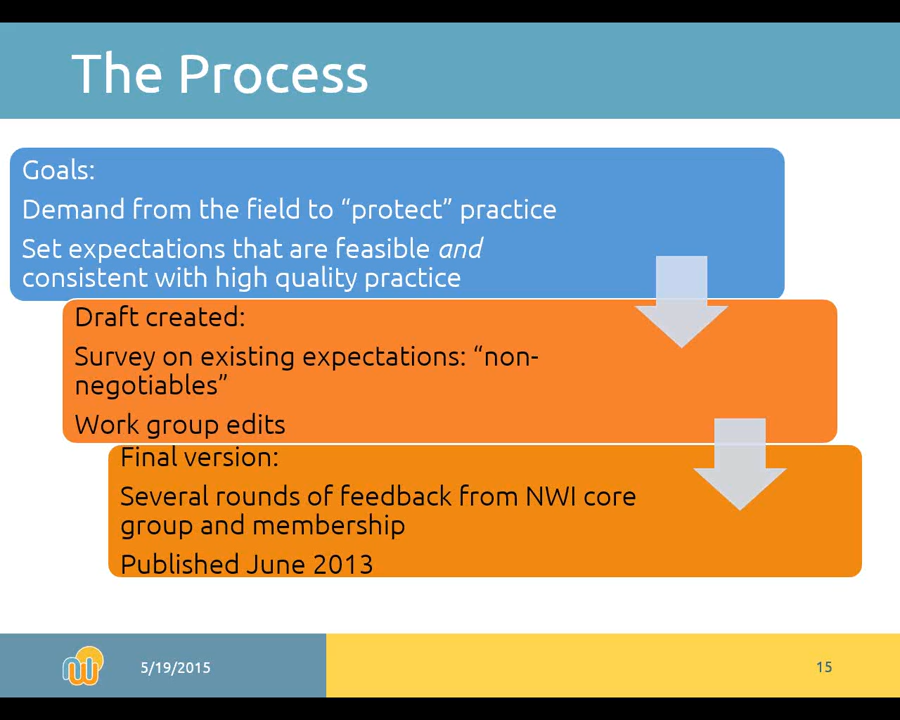 The Process
Goals:
Demand from the field to “protect” practice
Set expectations that are feasible and
consistent with high quality practice
Draft created:
Survey on existing expectations: “non-
negotiables”
Work group edits
Final version:
Several rounds of feedback from NWI core
group and membership
Published June 2013
5/19/2015
15